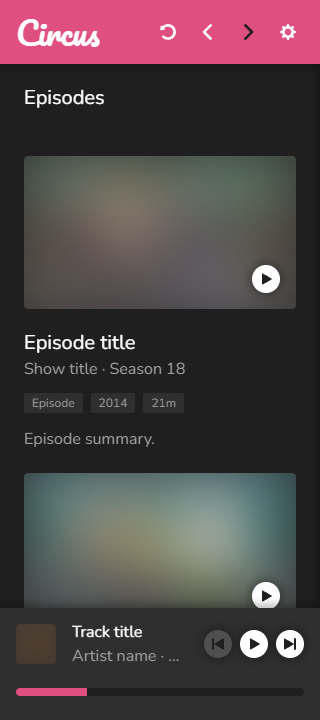 Circus
Episodes
Episode title
Show title · Season 18
Episode 2014 21m
Episode summary.
Track title
Artist name · ...